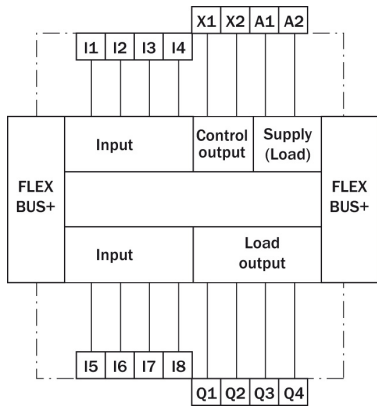 X1 X2 A1 A2
I1 I2 I3 I4
Input
Control
output
Supply
(Load)
FLEX
BUS+
FLEX
BUS+
Input
Load
output
I5 I6 I7 I8
Q1 Q2 Q3 Q4